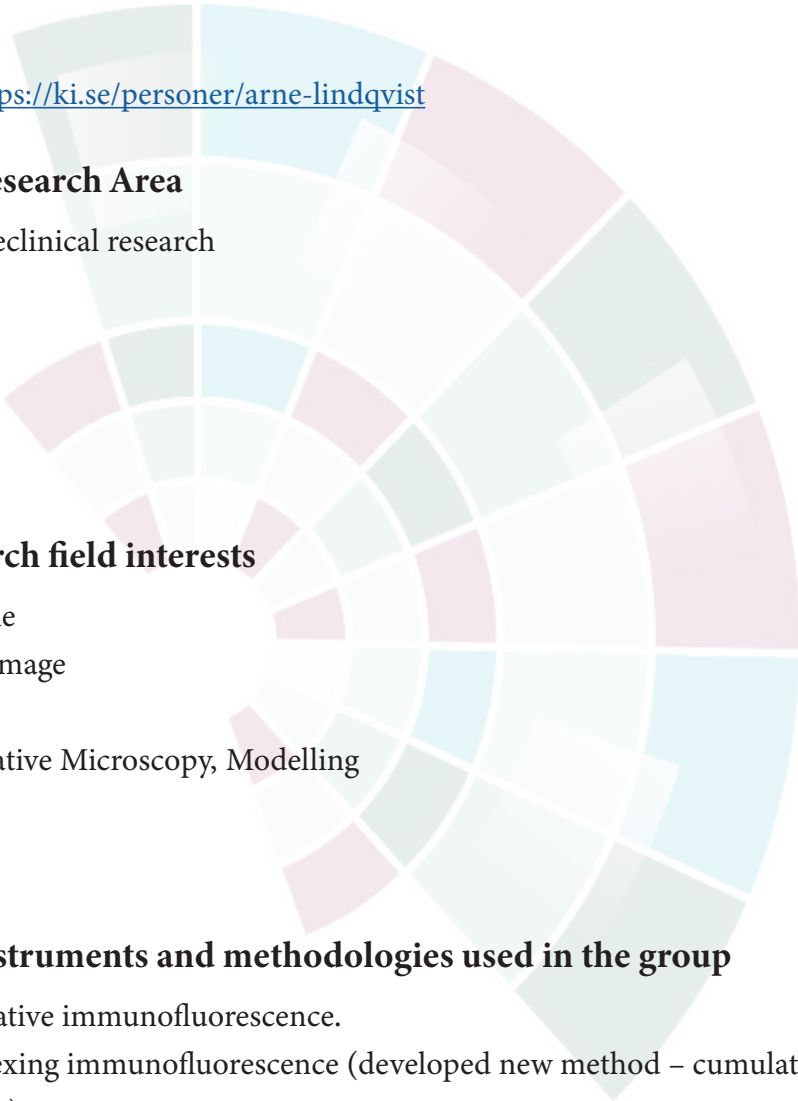 ps://ki.se/personer/arne-lindqvist
esearch Area
eclinical research
rch field interests
le
mage
ative Microscopy, Modelling
struments and methodologies used in the group
ative immunofluorescence.
exing immunofluorescence (developed new method – cumulat